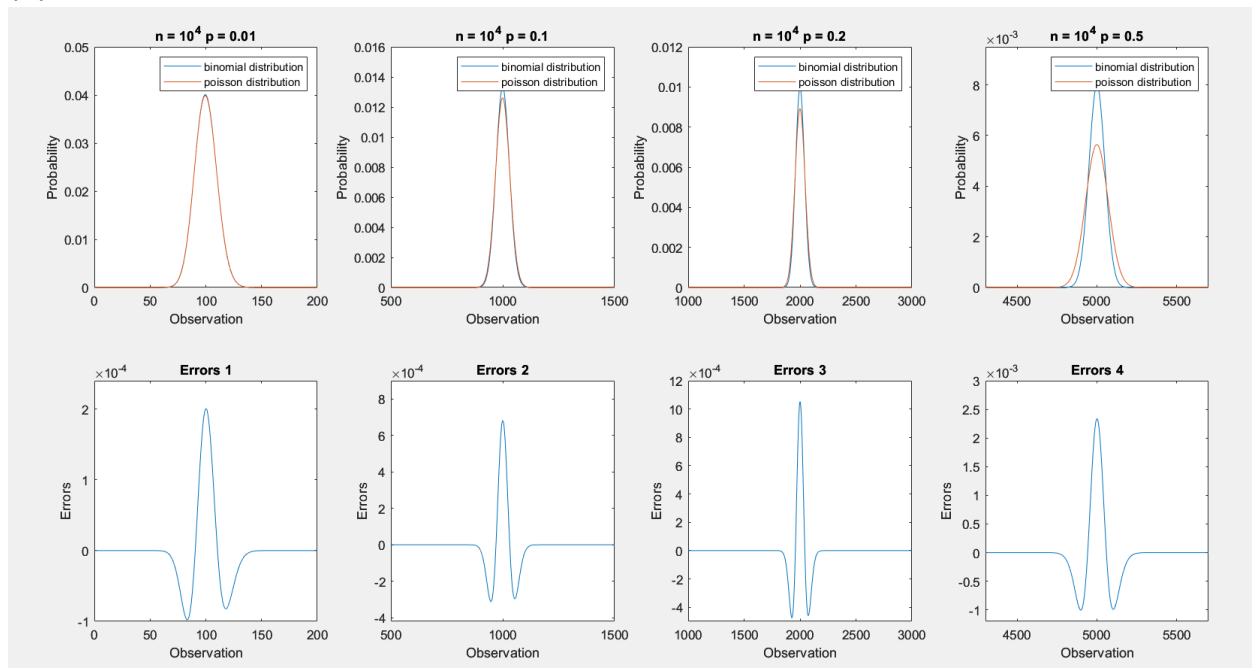 n = 10^4 p = 0.01
0.05
0.04
0.03
0.02
0.01
0
Probability
binomial distribution
poisson distribution
0 50 100 150 200
Observation
n = 10^4 p = 0.1
0.016
0.014
0.012
0.01
0.008
0.006
0.004
0.002
0
Probability
binomial distribution
poisson distribution
500 1000 1500
Observation
n = 10^4 p = 0.2
0.012
0.01
0.008
0.006
0.004
0.002
0
Probability
binomial distribution
poisson distribution
1000 1500 2000 2500 3000
Observation
n = 10^4 p = 0.5
×10^-3
8
6
4
2
0
Probability
binomial distribution
poisson distribution
4500 5000 5500
Observation
Errors 1
×10^-4
2
1
0
-1
Errors
0 50 100 150 200
Observation
Errors 2
×10^-4
8
6
4
2
0
-2
-4
Errors
500 1000 1500
Observation
Errors 3
×10^-4
12
10
8
6
4
2
0
-2
-4
Errors
1000 1500 2000 2500 3000
Observation
Errors 4
×10^-3
3
2.5
2
1.5
1
0.5
0
-0.5
-1
Errors
4500 5000 5500
Observation